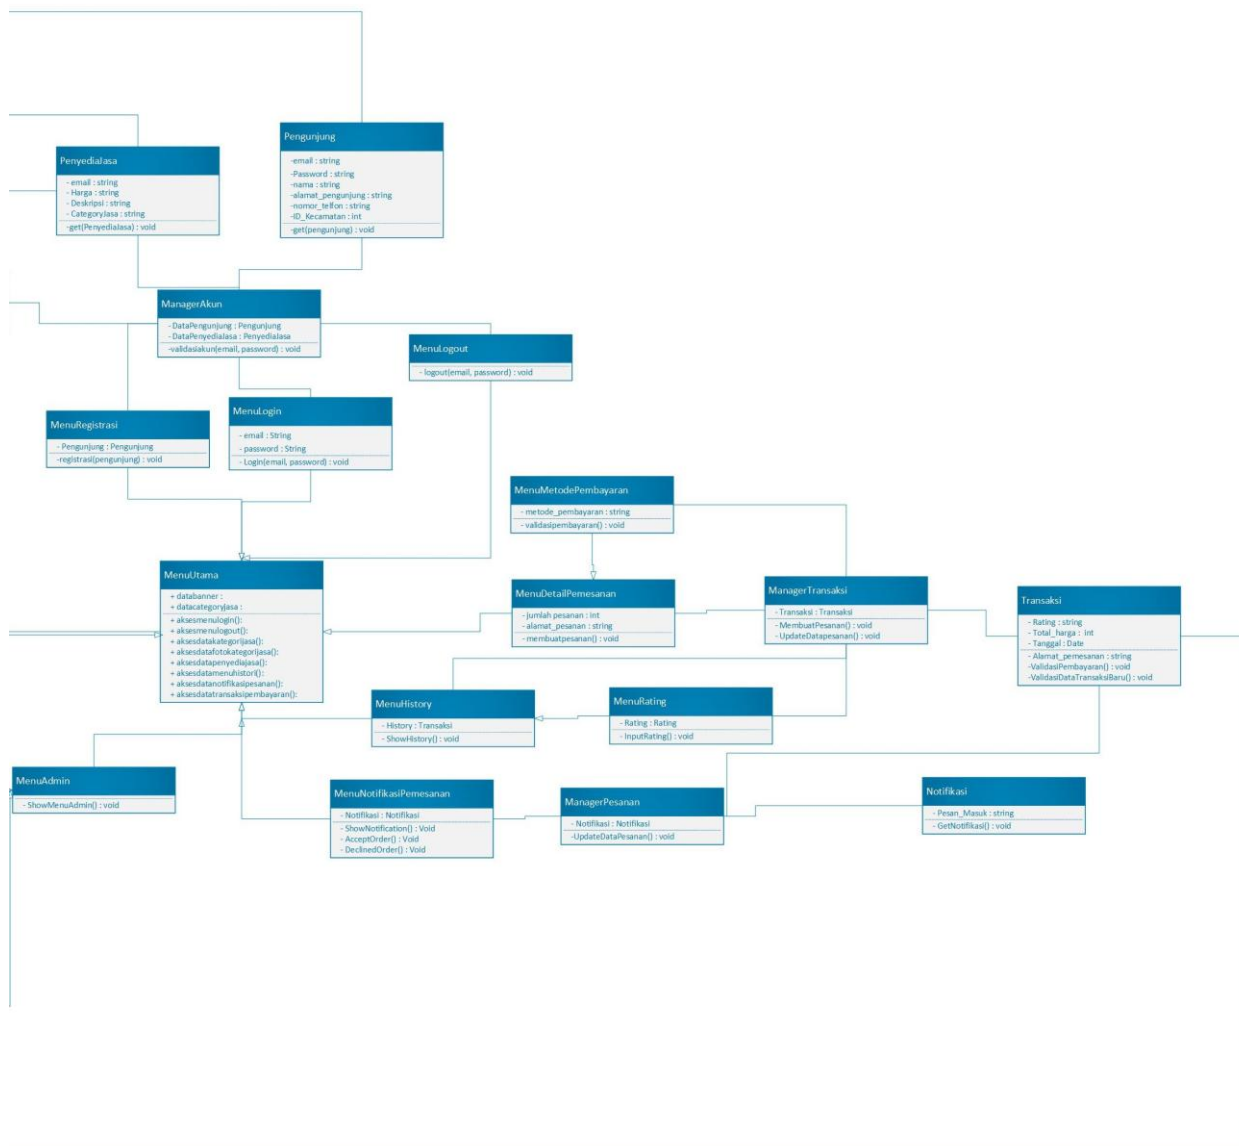 Pengunjung
-email : string
-Password : string
-nama : string
-alamat_pengunjung : string
-nomor_telfon : string
-ID_Kecamatan : int
-get(pengunjung) : void
PenyediaJasa
- email : string
- Harga : string
- Deskripsi : string
- CategoryJasa : string
-get(PenyediaJasa) : void
ManagerAkun
- DataPengunjung : Pengunjung
- DataPenyediaJasa : PenyediaJasa
-validasiakun(email, password) : void
MenuLogout
- logout(email, password) : void
MenuRegistrasi
- Pengunjung : Pengunjung
-registrasi(pengunjung) : void
MenuLogin
- email : String
- password : String
- Login(email, password) : void
MenuMetodePembayaran
- metode_pembayaran : string
- validasipembayaran() : void
MenuUtama
+ databanner :
+ datacategoryjasa :
+ aksesmenulogin():
+ aksesmenulogout():
+ aksesdatakategorijasa():
+ aksesdatafotokategorijasa():
+ aksesdatapenyediajasa():
+ aksesdatamenuhistori():
+ aksesdatanotifikasipesanan():
+ aksesdatatransaksipembayaran():
MenuDetailPemesanan
- jumlah pesanan : int
- alamat_pesanan : string
- membuatpesanan() : void
ManagerTransaksi
- Transaksi : Transaksi
- MembuatPesanan() : void
- UpdateDatapesanan() : void
Transaksi
- Rating : string
- Total_harga : int
- Tanggal : Date
- Alamat_pemesanan : string
-ValidasiPembayaran() : void
-ValidasiDataTransaksiBaru() : void
MenuHistory
- History : Transaksi
- ShowHistory() : void
MenuRating
- Rating : Rating
- InputRating() : void
MenuAdmin
- ShowMenuAdmin() : void
MenuNotifikasiPemesanan
- Notifikasi : Notifikasi
- ShowNotification() : Void
- AcceptOrder() : Void
- DeclinedOrder() : Void
ManagerPesanan
- Notifikasi : Notifikasi
-UpdateDataPesanan() : void
Notifikasi
- Pesan_Masuk : string
- GetNotifikasi() : void